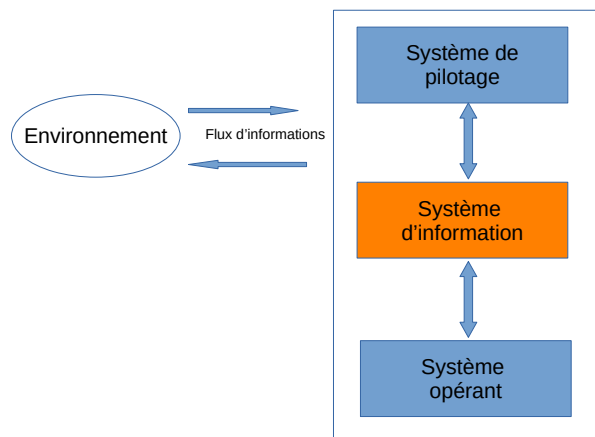 Système de
pilotage
Environnement
Flux d'informations
Système
d'information
Système
opérant